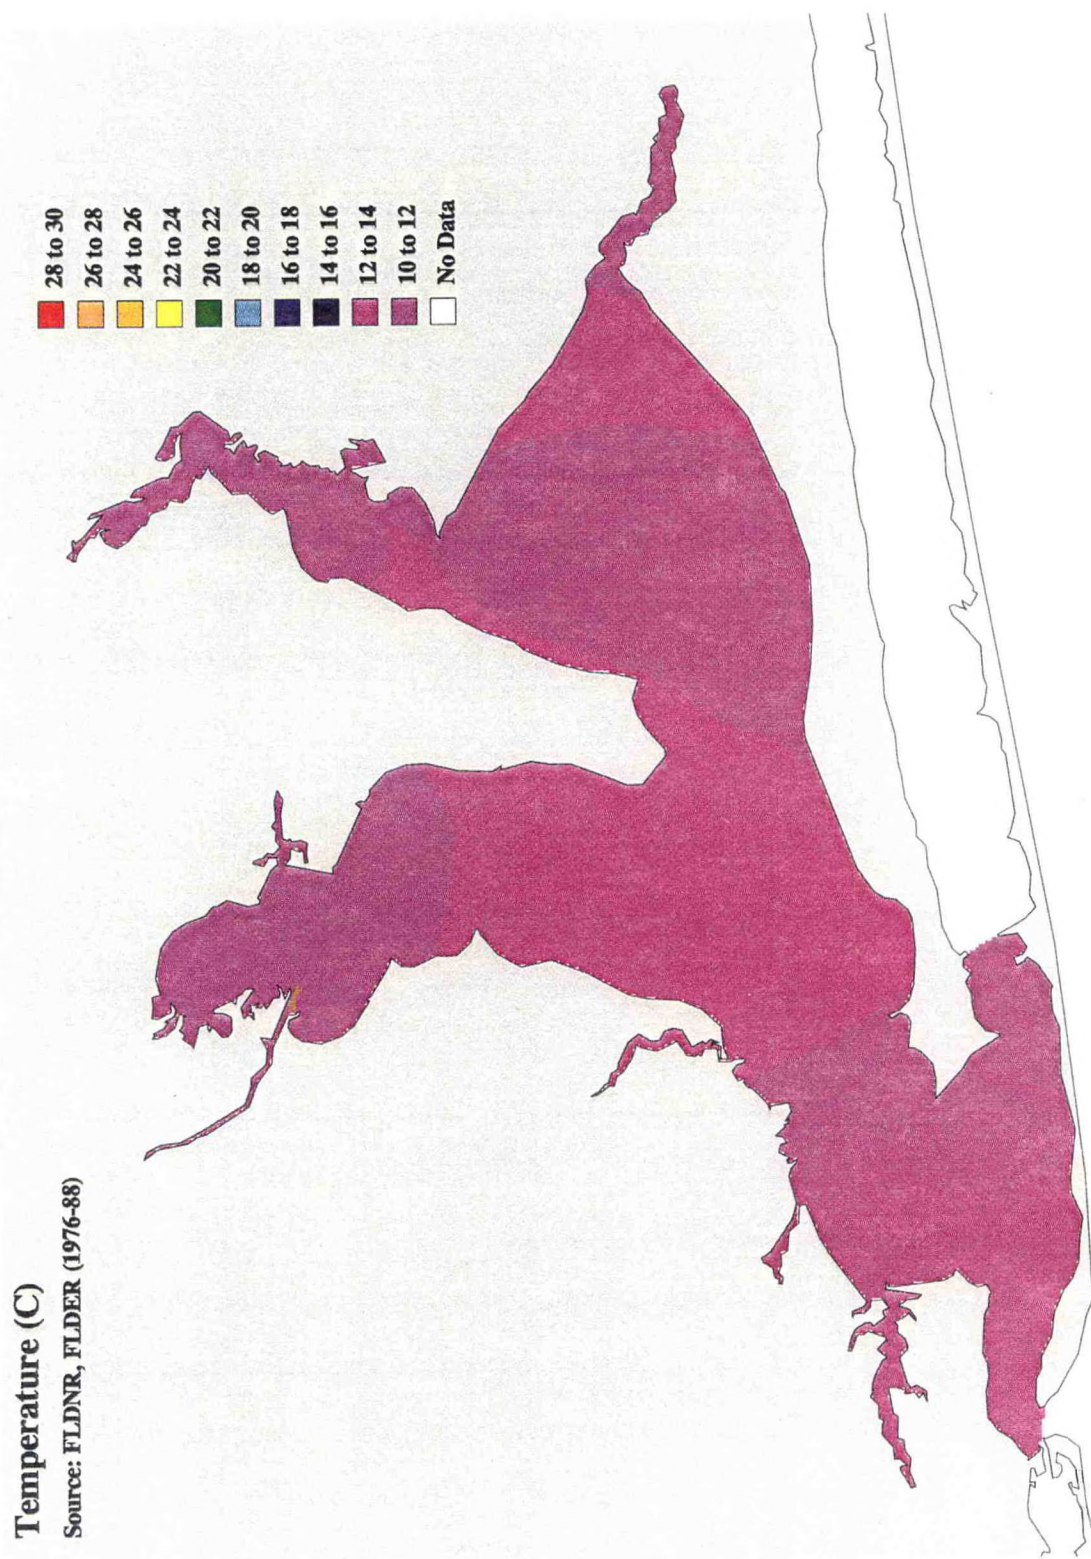 Temperature (C)
Source: FLDNR, FLDER (1976-88)
28 to 30
26 to 28
24 to 26
22 to 24
20 to 22
18 to 20
16 to 18
14 to 16
12 to 14
10 to 12
No Data